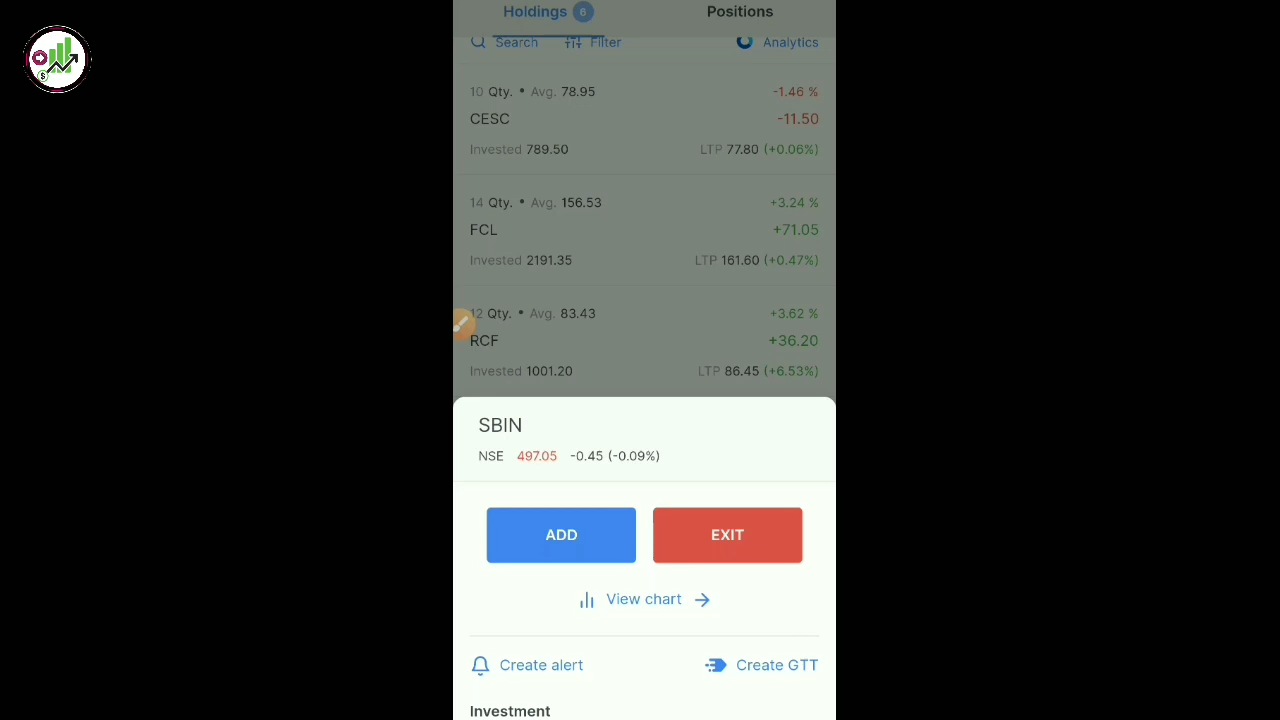 Holdings 6 Positions
Search Filter Analytics
10 Qty. • Avg. 78.95 -1.46 %
CESC -11.50
Invested 789.50 LTP 77.80 (+0.06%)
14 Qty. • Avg. 156.53 +3.24 %
FCL +71.05
Invested 2191.35 LTP 161.60 (+0.47%)
12 Qty. • Avg. 83.43 +3.62 %
RCF +36.20
Invested 1001.20 LTP 86.45 (+6.53%)
SBIN
NSE 497.05 -0.45 (-0.09%)
ADD EXIT
View chart
Create alert Create GTT
Investment